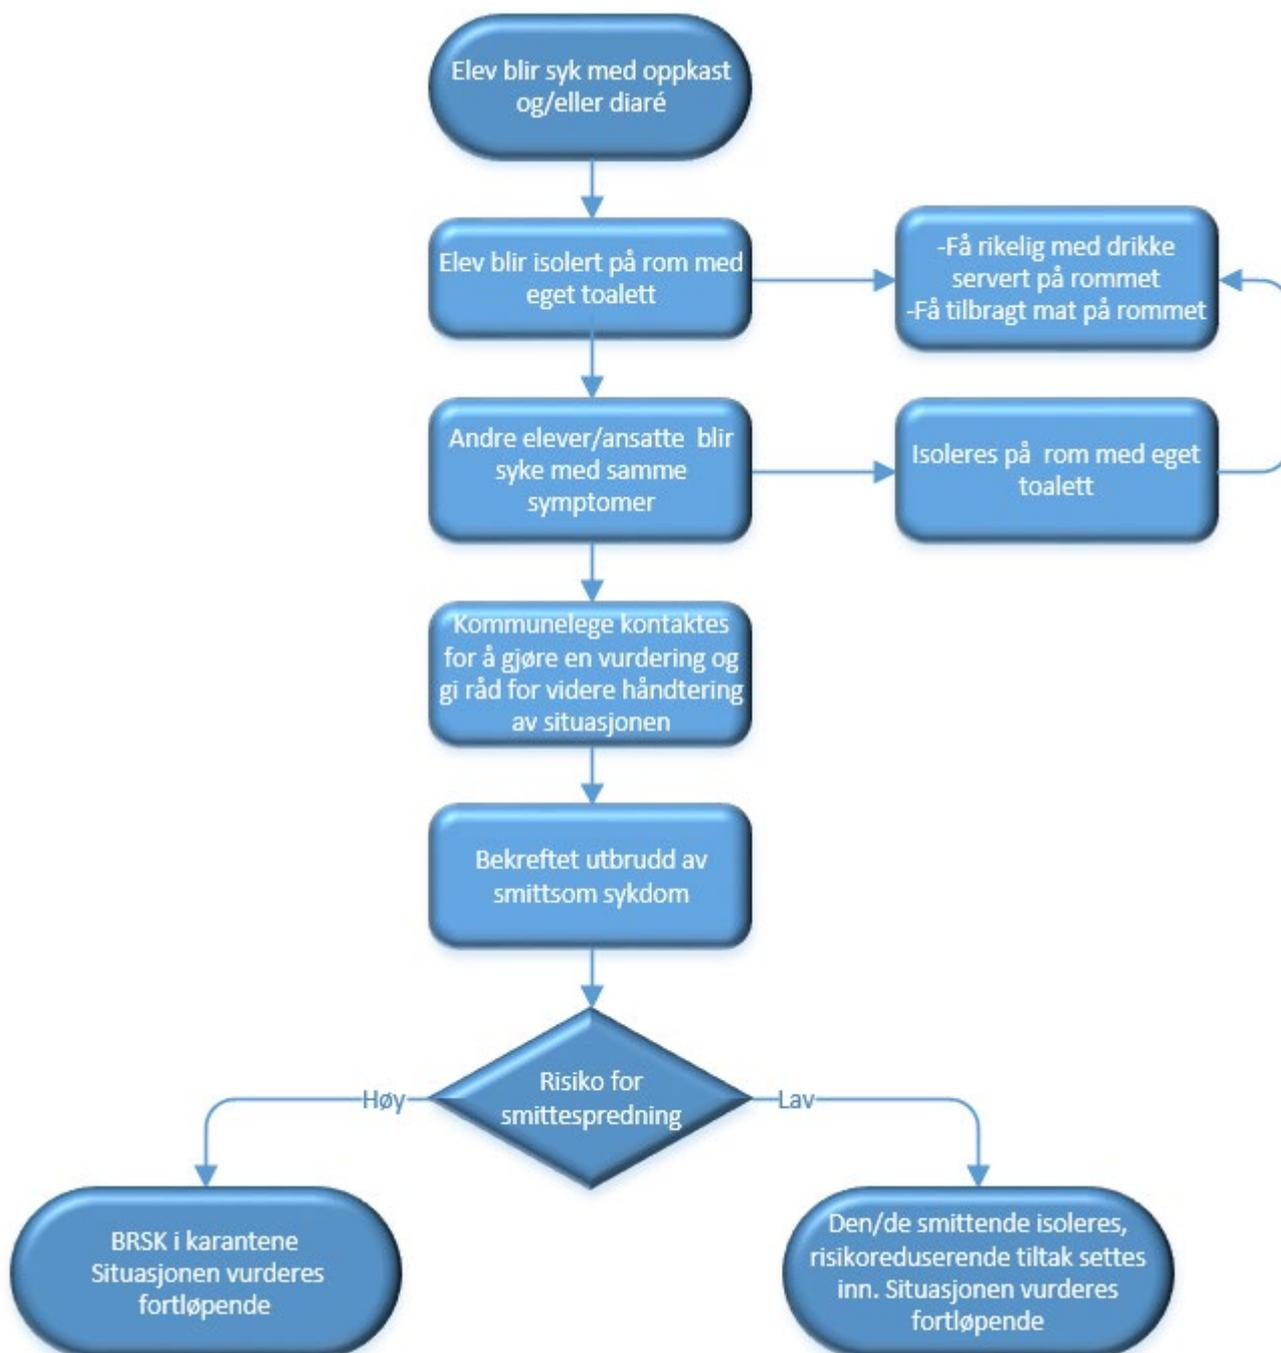 Elev blir syk med oppkast
og/eller diaré
Elev blir isolert på rom med
eget toalett
-Få rikelig med drikke
servert på rommet
-Få tilbragt mat på rommet
Andre elever/ansatte  blir
syke med samme
symptomer
Isoleres på  rom med eget
toalett
Kommunelege kontaktes
for å gjøre en vurdering og
gi råd for videre håndtering
av situasjonen
Bekreftet utbrudd av
smittsom sykdom
Risiko for
smittespredning
Høy
Lav
BRSK i karantene
Situasjonen vurderes
fortløpende
Den/de smittende isoleres,
risikoreduserende tiltak settes
inn. Situasjonen vurderes
fortløpende